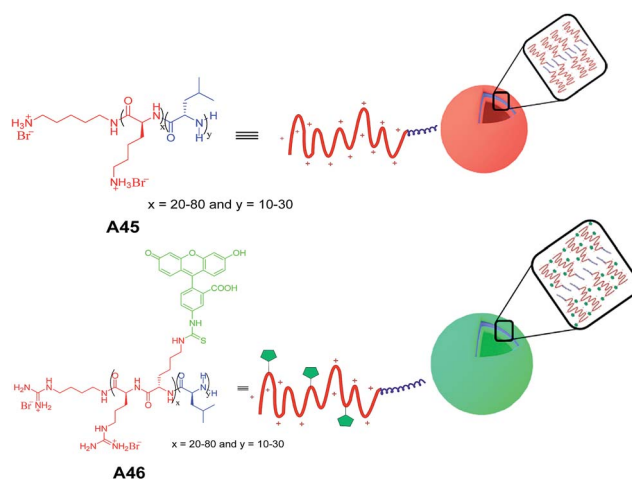 O
H
N
H
N
x
O
H
N
H
y
H3N
+
Br-
N
H
NH3Br-
+
x = 20-80 and y = 10-30
A45
O
O
OH
COOH
NH
S
NH
H2N
N
H
Br- NH2
+
H
N
O
H
N
O
H
N
x
O
N
H
H
y
NH
H2N
NH2Br-
+
x = 20-80 and y = 10-30
A46